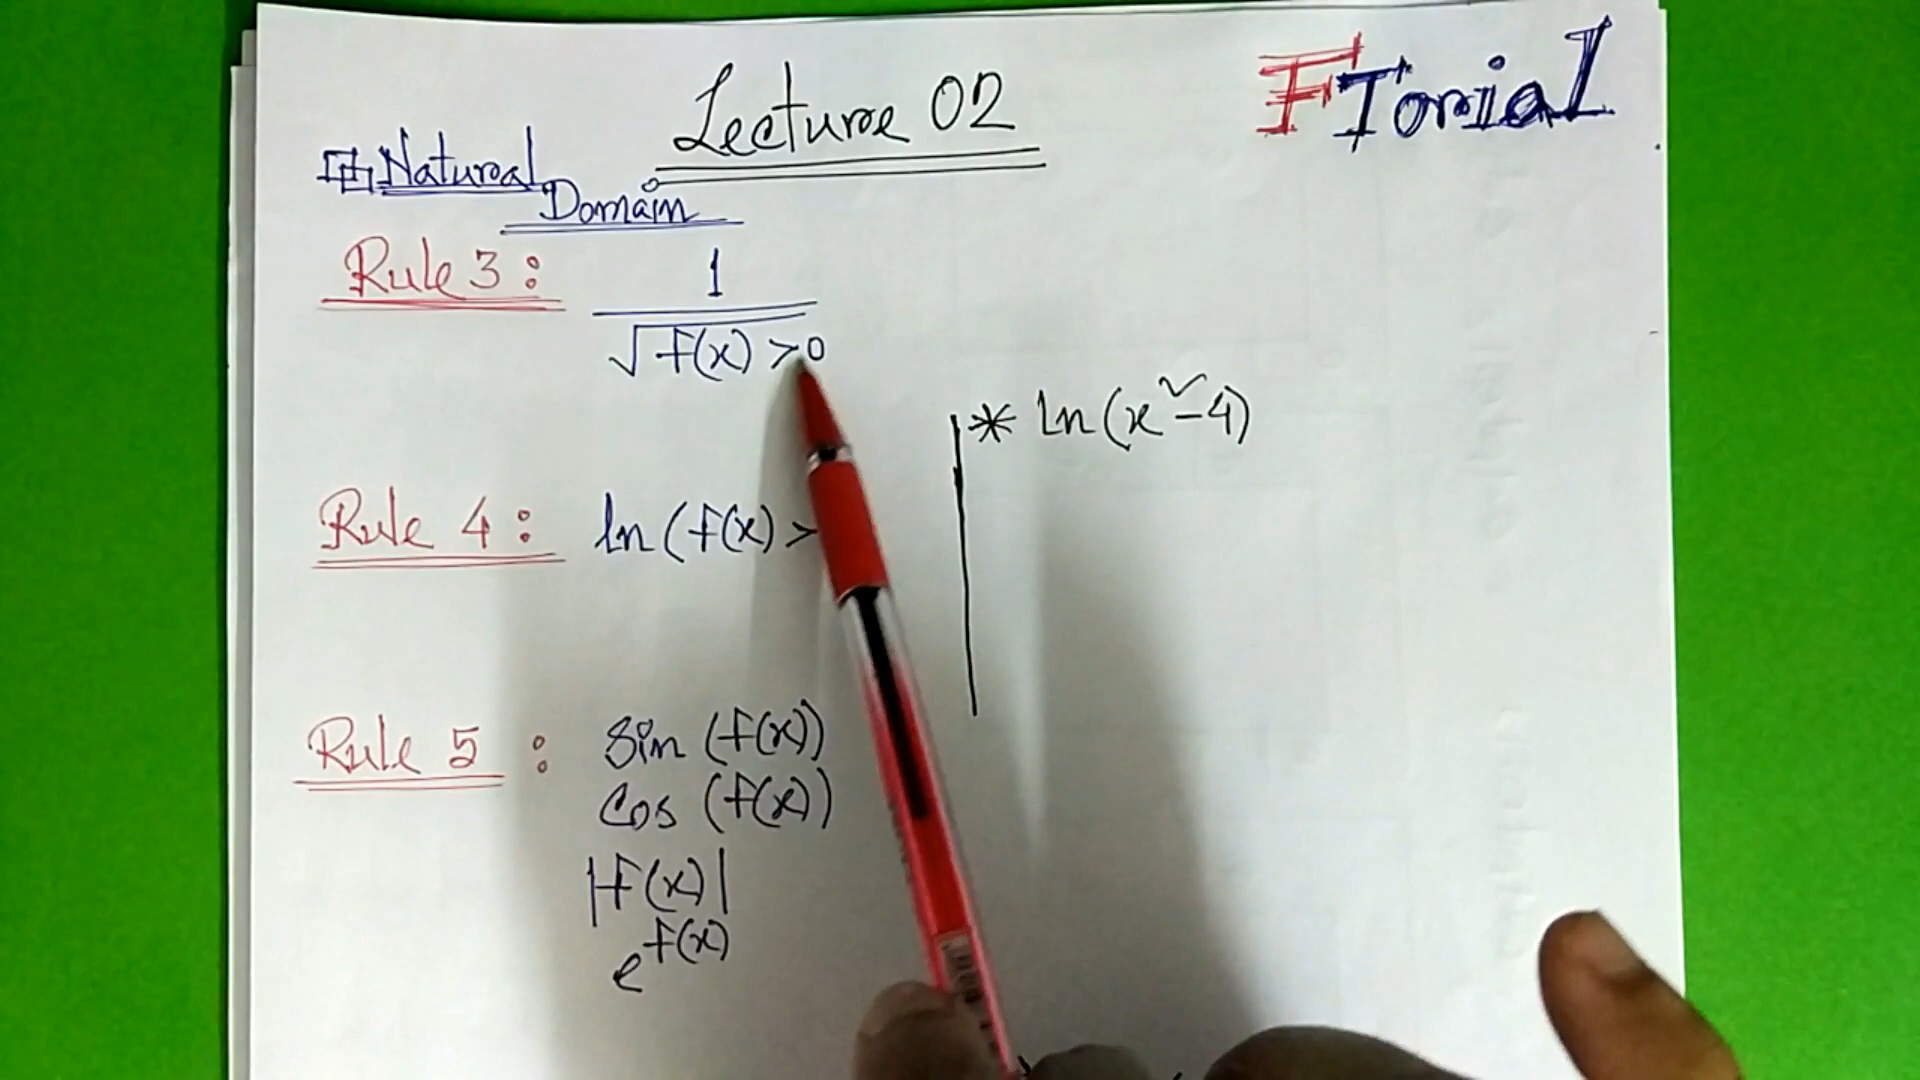 Lecture 02
FTorial
Natural
Domain
Rule 3 :
1
√f(x) > 0
* ln(x²-4)
Rule 4 : ln(f(x) >
Rule 5 : Sin (f(x))
Cos (f(x))
|f(x)|
e^f(x)